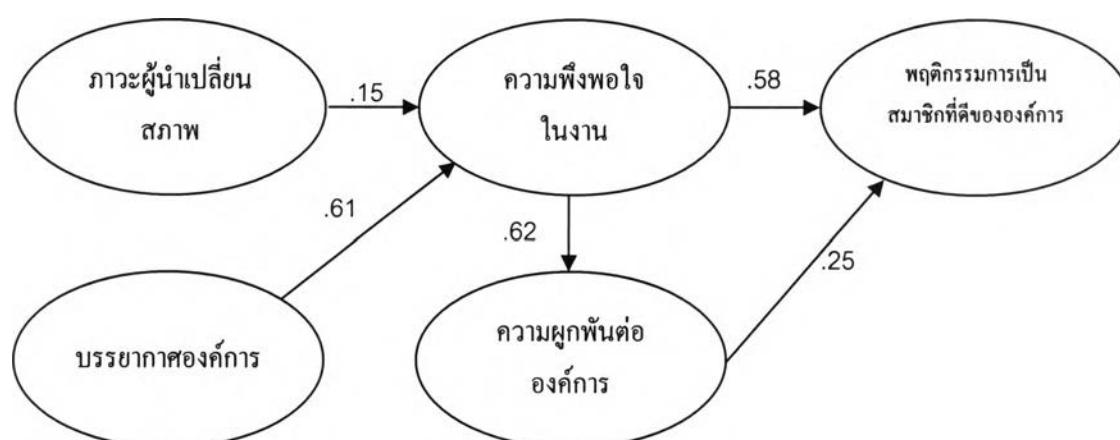 ภาวะผู้นำเปลี่ยน
สภาพ
.15
ความพึงพอใจ
ในงาน
.58
พฤติกรรมการเป็น
สมาชิกที่ดีขององค์การ
.61
.62
.25
บรรยากาศองค์การ
ความผูกพันต่อ
องค์การ